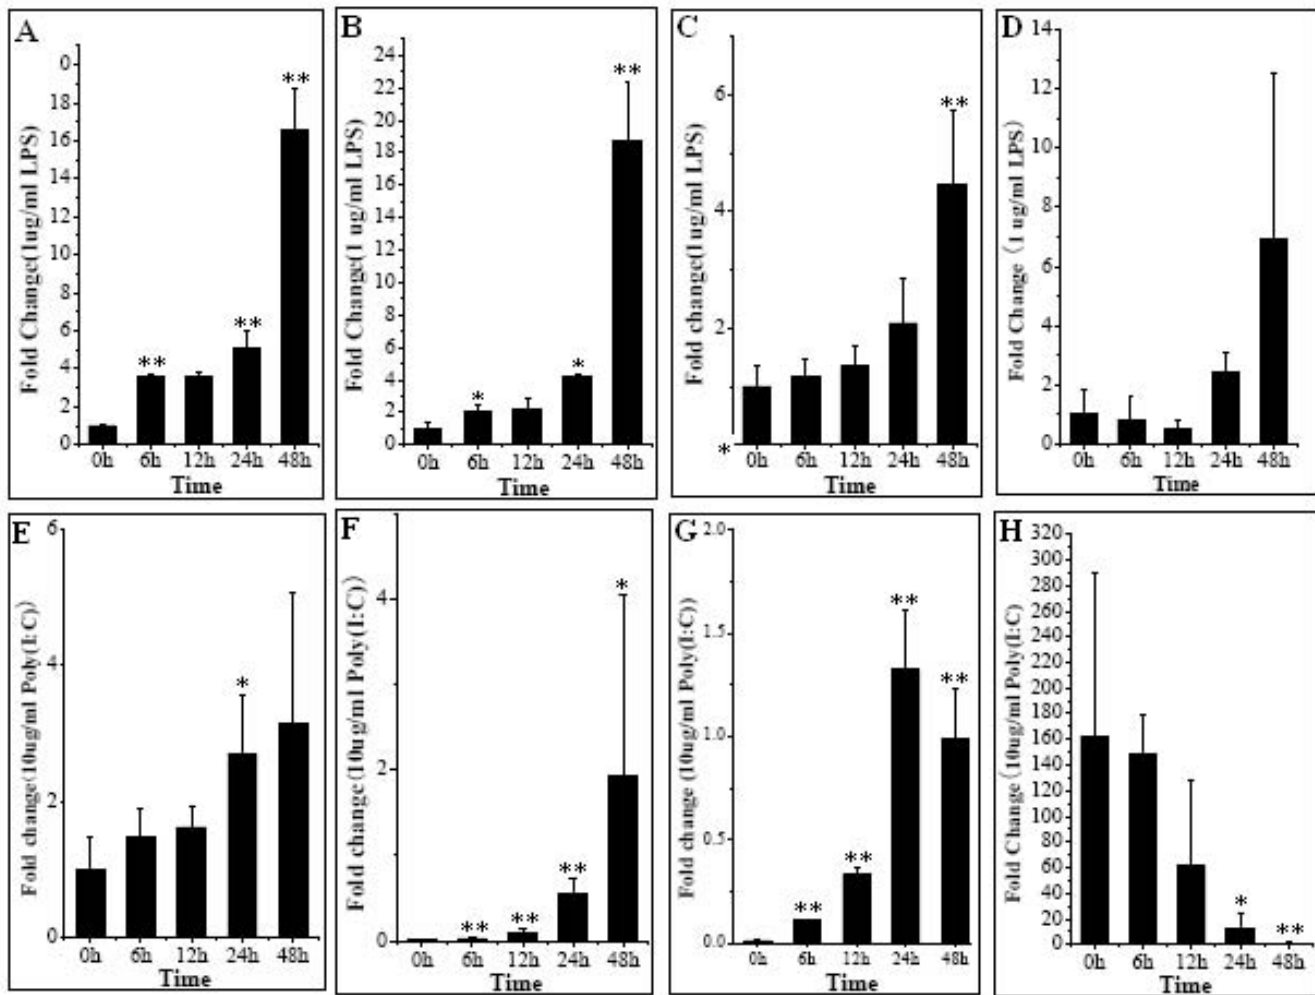 A
Fold Change(1ug/ml LPS)
0
18
16
14
12
10
8
6
4
2
0
**
**
**
0h 6h 12h 24h 48h
Time
B
Fold Change(1 ug/ml LPS)
24
22
20
18
16
14
12
10
8
6
4
2
0
*
*
**
0h 6h 12h 24h 48h
Time
C
Fold change(1ug/ml LPS)
6
4
2
*
**
0h 6h 12h 24h 48h
Time
D
Fold Change (1 ug/ml LPS)
14
12
10
8
6
4
2
0
0h 6h 12h 24h 48h
Time
E
Fold change(10ug/ml Poly(I:C))
6
4
2
0
*
0h 6h 12h 24h 48h
Time
F
Fold change(10ug/ml Poly(I:C))
4
2
0
**
**
**
*
0h 6h 12h 24h 48h
Time
G
Fold change (10ug/ml Poly(I:C))
2.0
1.5
1.0
0.5
0.0
**
**
**
**
0h 6h 12h 24h 48h
Time
H
Fold Change(10ug/ml Poly(I:C)
320
300
280
260
240
220
200
180
160
140
120
100
80
60
40
20
0
*
**
0h 6h 12h 24h 48h
Time